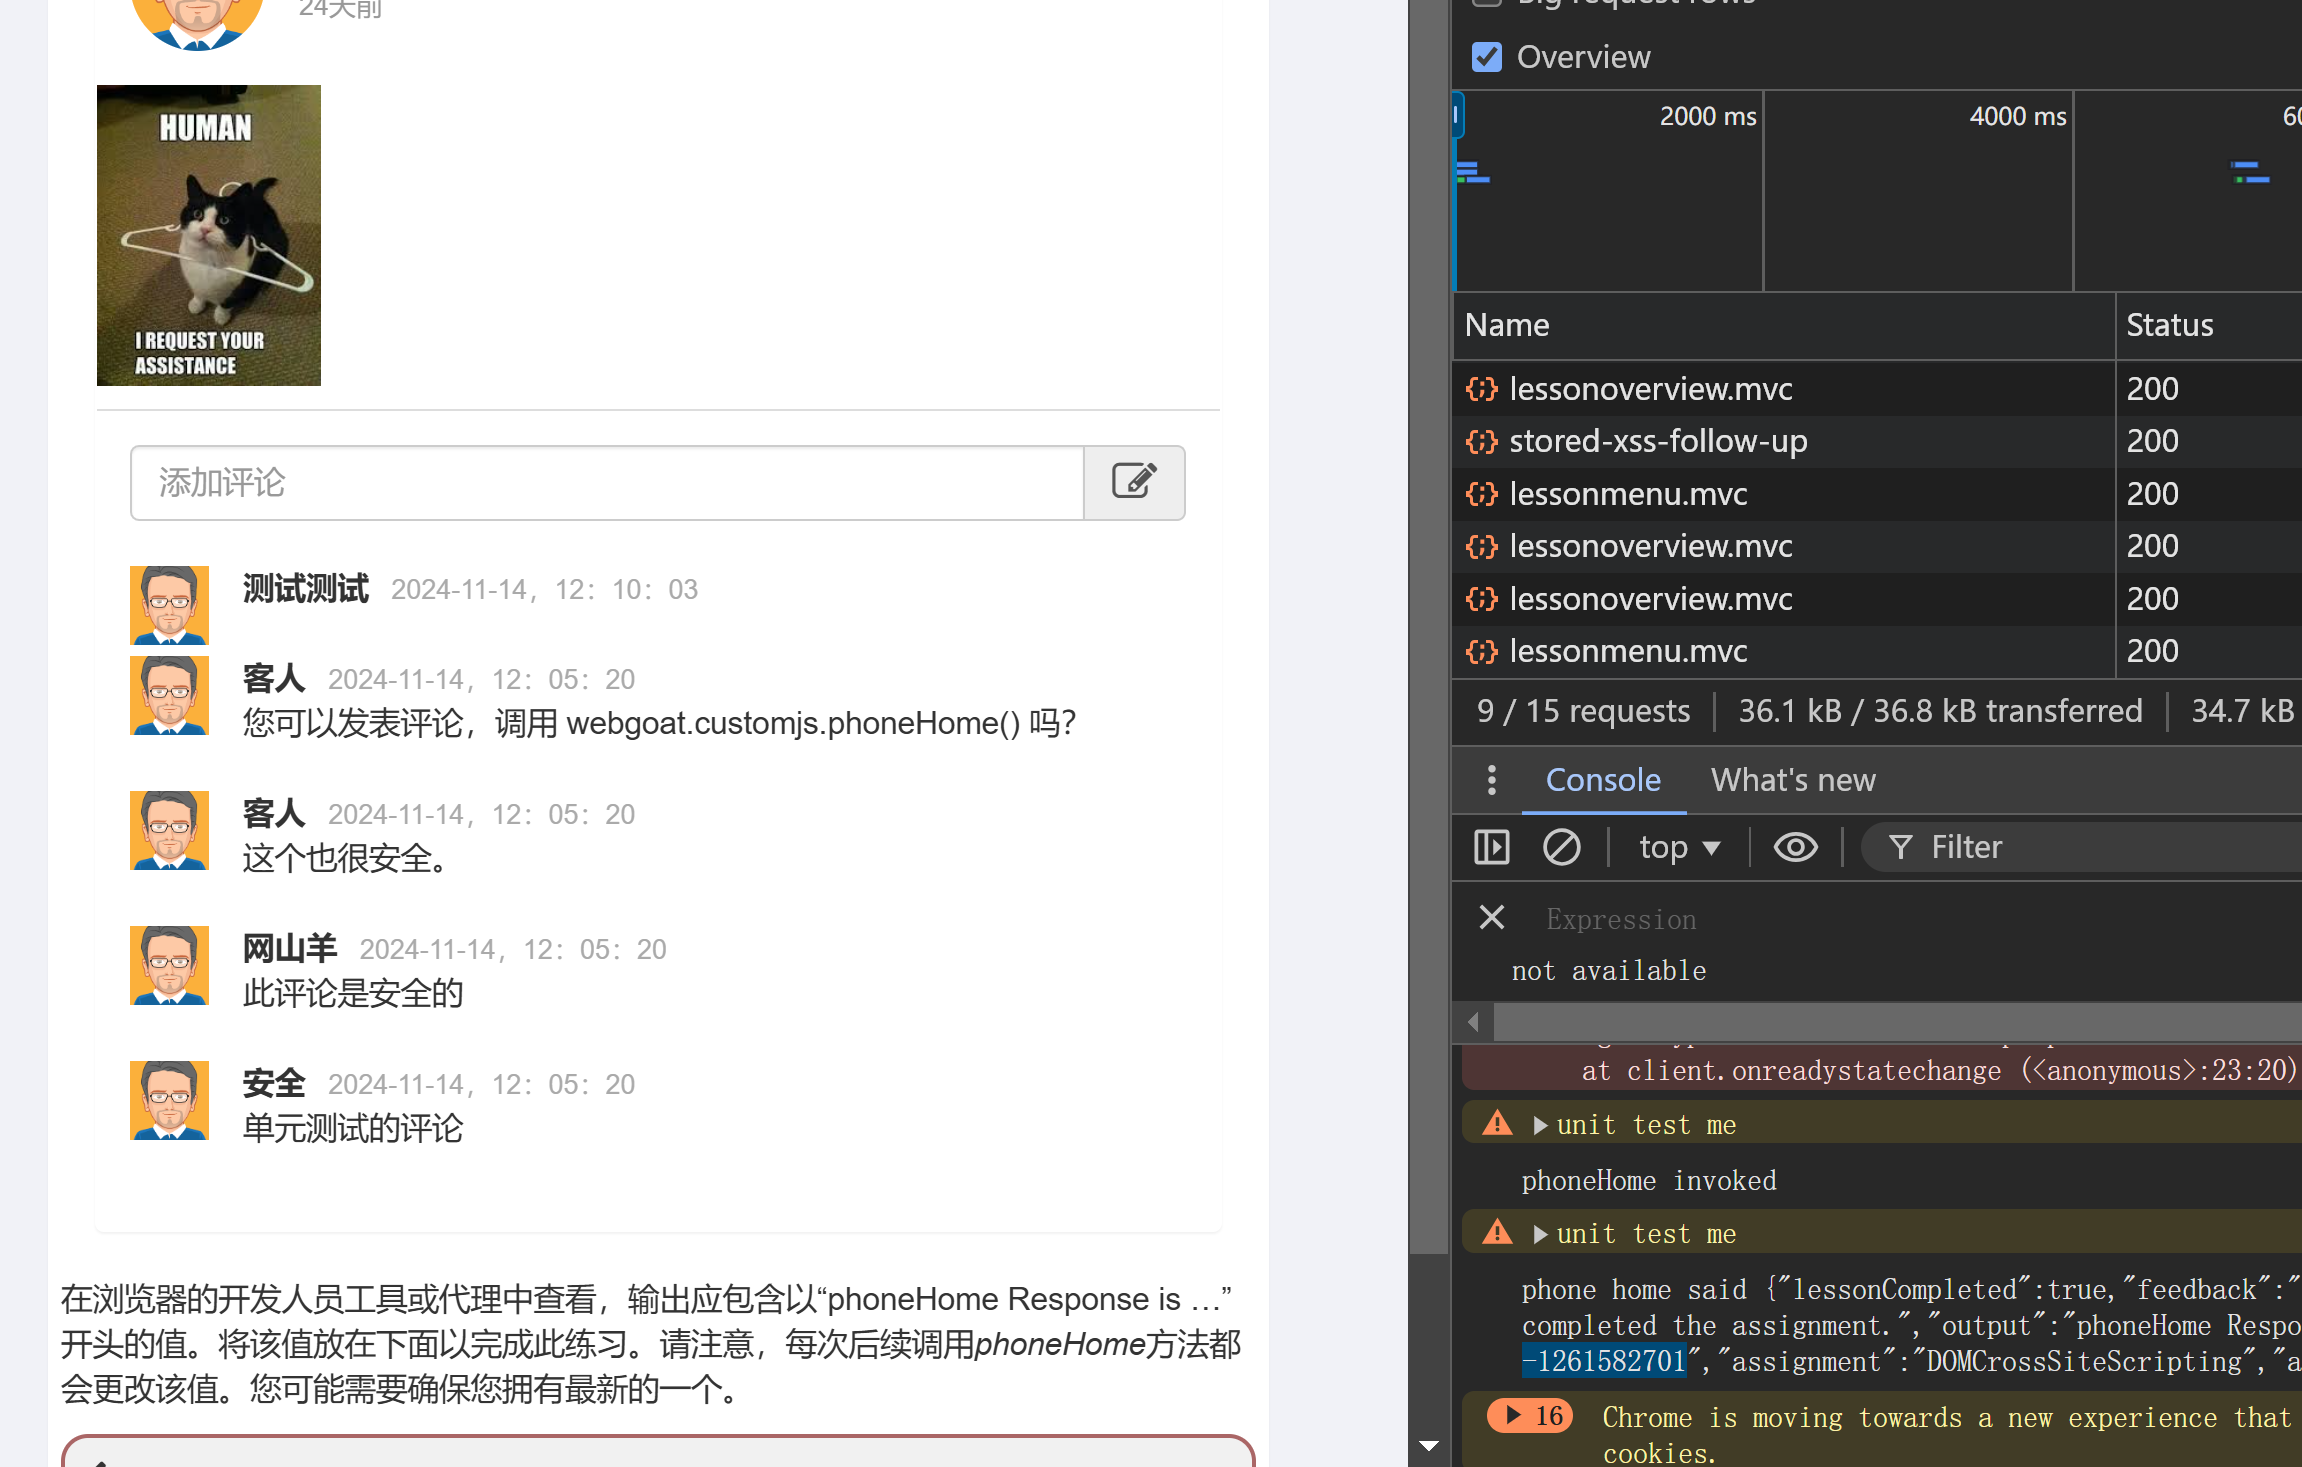 24天前
HUMAN
I REQUEST YOUR
ASSISTANCE
添加评论
测试测试 2024-11-14，12：10：03
客人 2024-11-14，12：05：20
您可以发表评论，调用 webgoat.customjs.phoneHome() 吗？
客人 2024-11-14，12：05：20
这个也很安全。
网山羊 2024-11-14，12：05：20
此评论是安全的
安全 2024-11-14，12：05：20
单元测试的评论
在浏览器的开发人员工具或代理中查看，输出应包含以“phoneHome Response is …”
开头的值。将该值放在下面以完成此练习。请注意，每次后续调用phoneHome方法都
会更改该值。您可能需要确保您拥有最新的一个。
Big request rows
Overview
2000 ms 4000 ms
Name Status
lessonoverview.mvc 200
stored-xss-follow-up 200
lessonmenu.mvc 200
lessonoverview.mvc 200
lessonoverview.mvc 200
lessonmenu.mvc 200
9 / 15 requests 36.1 kB / 36.8 kB transferred 34.7 kB
Console What's new
top Filter
Expression
not available
at client.onreadystatechange (<anonymous>:23:20)
unit test me
phoneHome invoked
unit test me
phone home said {"lessonCompleted":true,"feedback":"
completed the assignment.","output":"phoneHome Respo
-1261582701","assignment":"DOMCrossSiteScripting","a
16 Chrome is moving towards a new experience that
cookies.